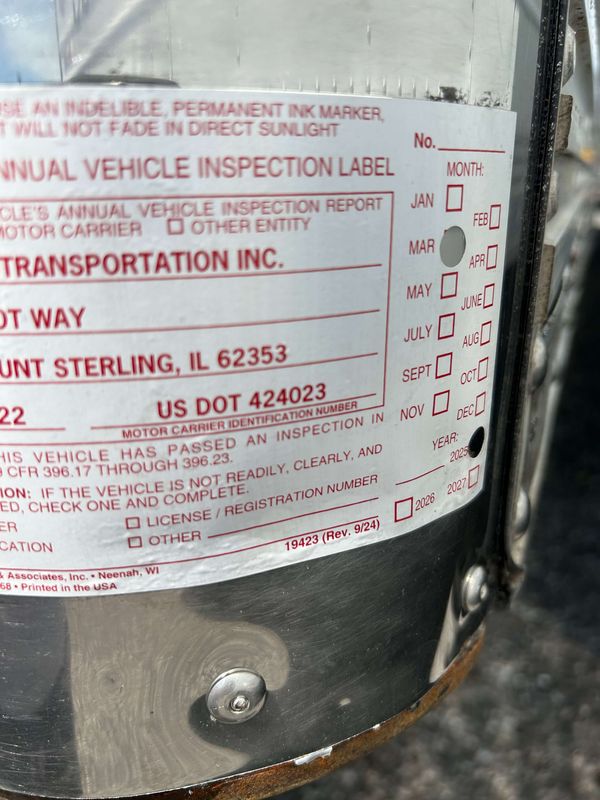 USE AN INDELIBLE, PERMANENT INK MARKER,
T WILL NOT FADE IN DIRECT SUNLIGHT
NNUAL VEHICLE INSPECTION LABEL
ICLE'S ANNUAL VEHICLE INSPECTION REPORT
MOTOR CARRIER ☐ OTHER ENTITY
TRANSPORTATION INC.
OT WAY
UNT STERLING, IL 62353
22 US DOT 424023
MOTOR CARRIER IDENTIFICATION NUMBER
HIS VEHICLE HAS PASSED AN INSPECTION IN
9 CFR 396.17 THROUGH 396.23.
ION: IF THE VEHICLE IS NOT READILY, CLEARLY, AND
ED, CHECK ONE AND COMPLETE.
ER ☐ LICENSE / REGISTRATION NUMBER
CATION ☐ OTHER
19423 (Rev. 9/24)
& Associates, Inc. • Neenah, WI
68 • Printed in the USA
No.
MONTH:
JAN ☐ FEB ☐
MAR APR ☐
MAY ☐ JUNE ☐
JULY ☐ AUG ☐
SEPT ☐ OCT ☐
NOV ☐ DEC ☐
YEAR:
2025
☐ 2026 2027 ☐